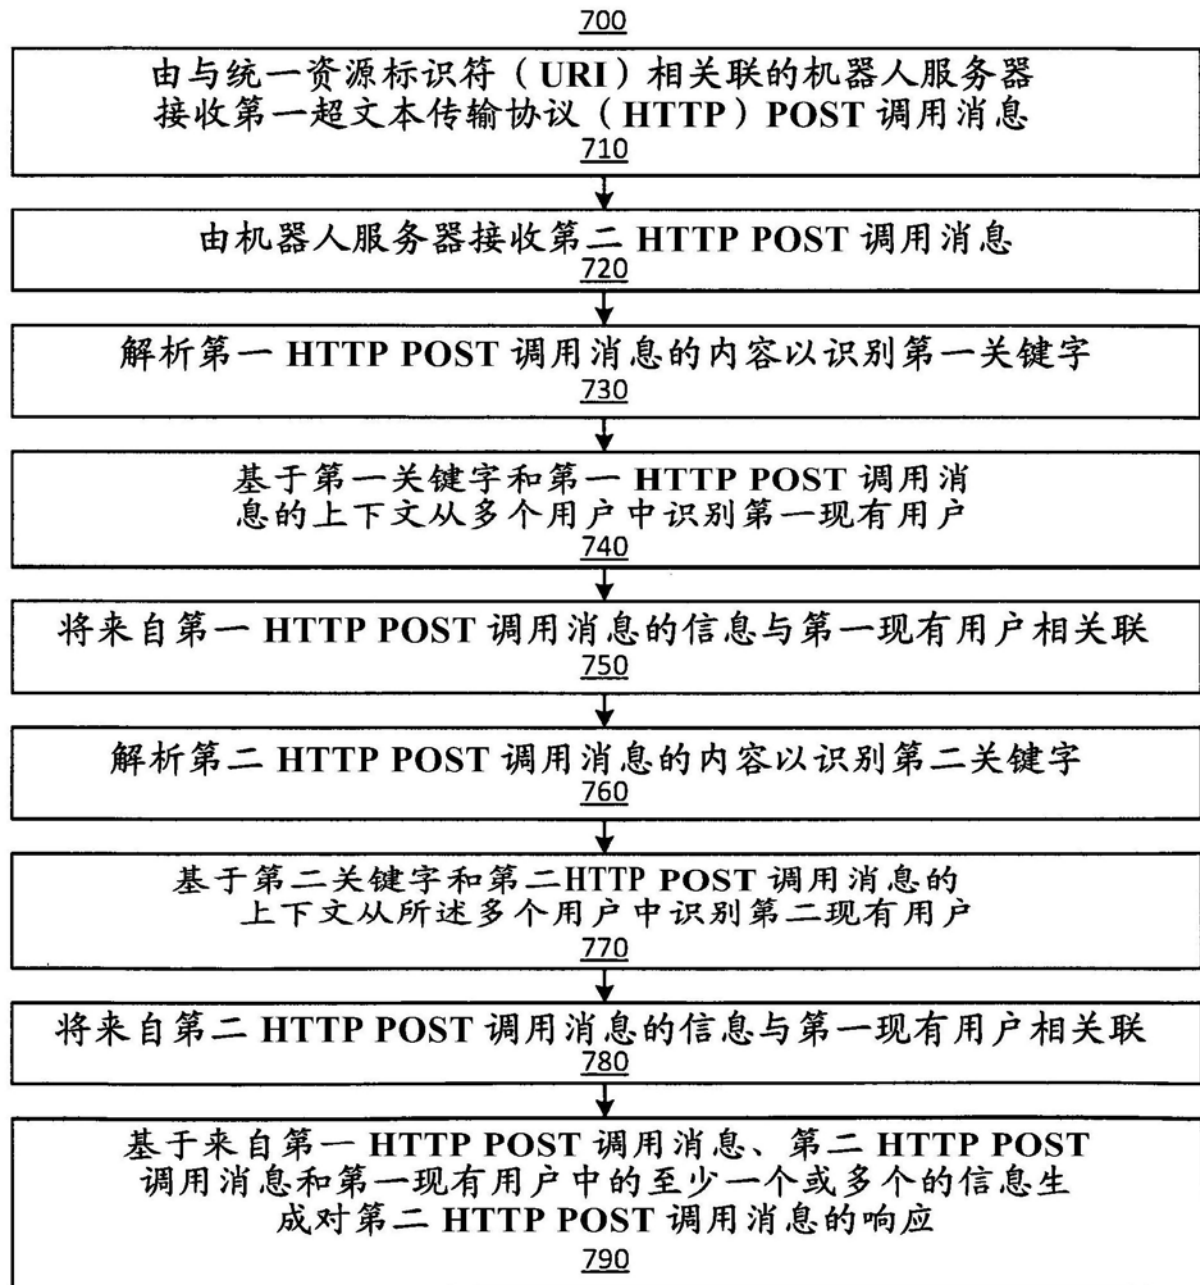 700
由与统一资源标识符（URI）相关联的机器人服务器
接收第一超文本传输协议（HTTP）POST 调用消息
710
由机器人服务器接收第二 HTTP POST 调用消息
720
解析第一 HTTP POST 调用消息的内容以识别第一关键字
730
基于第一关键字和第一 HTTP POST 调用消
息的上下文从多个用户中识别第一现有用户
740
将来自第一 HTTP POST 调用消息的信息与第一现有用户相关联
750
解析第二 HTTP POST 调用消息的内容以识别第二关键字
760
基于第二关键字和第二HTTP POST 调用消息的
上下文从所述多个用户中识别第二现有用户
770
将来自第二 HTTP POST 调用消息的信息与第一现有用户相关联
780
基于来自第一 HTTP POST 调用消息、第二 HTTP POST
调用消息和第一现有用户中的至少一个或多个的信息生
成对第二 HTTP POST 调用消息的响应
790